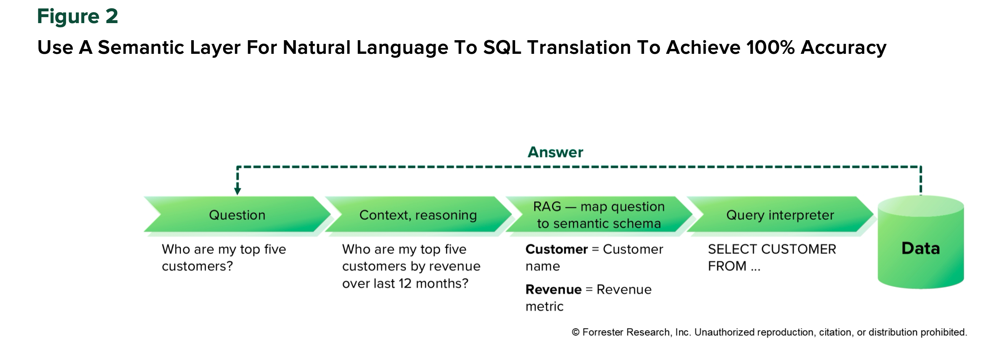 Figure 2
Use A Semantic Layer For Natural Language To SQL Translation To Achieve 100% Accuracy
Answer
Question
Who are my top five
customers?
Context, reasoning
Who are my top five
customers by revenue
over last 12 months?
RAG — map question
to semantic schema
Customer = Customer
name
Revenue = Revenue
metric
Query interpreter
SELECT CUSTOMER
FROM ...
Data
© Forrester Research, Inc. Unauthorized reproduction, citation, or distribution prohibited.